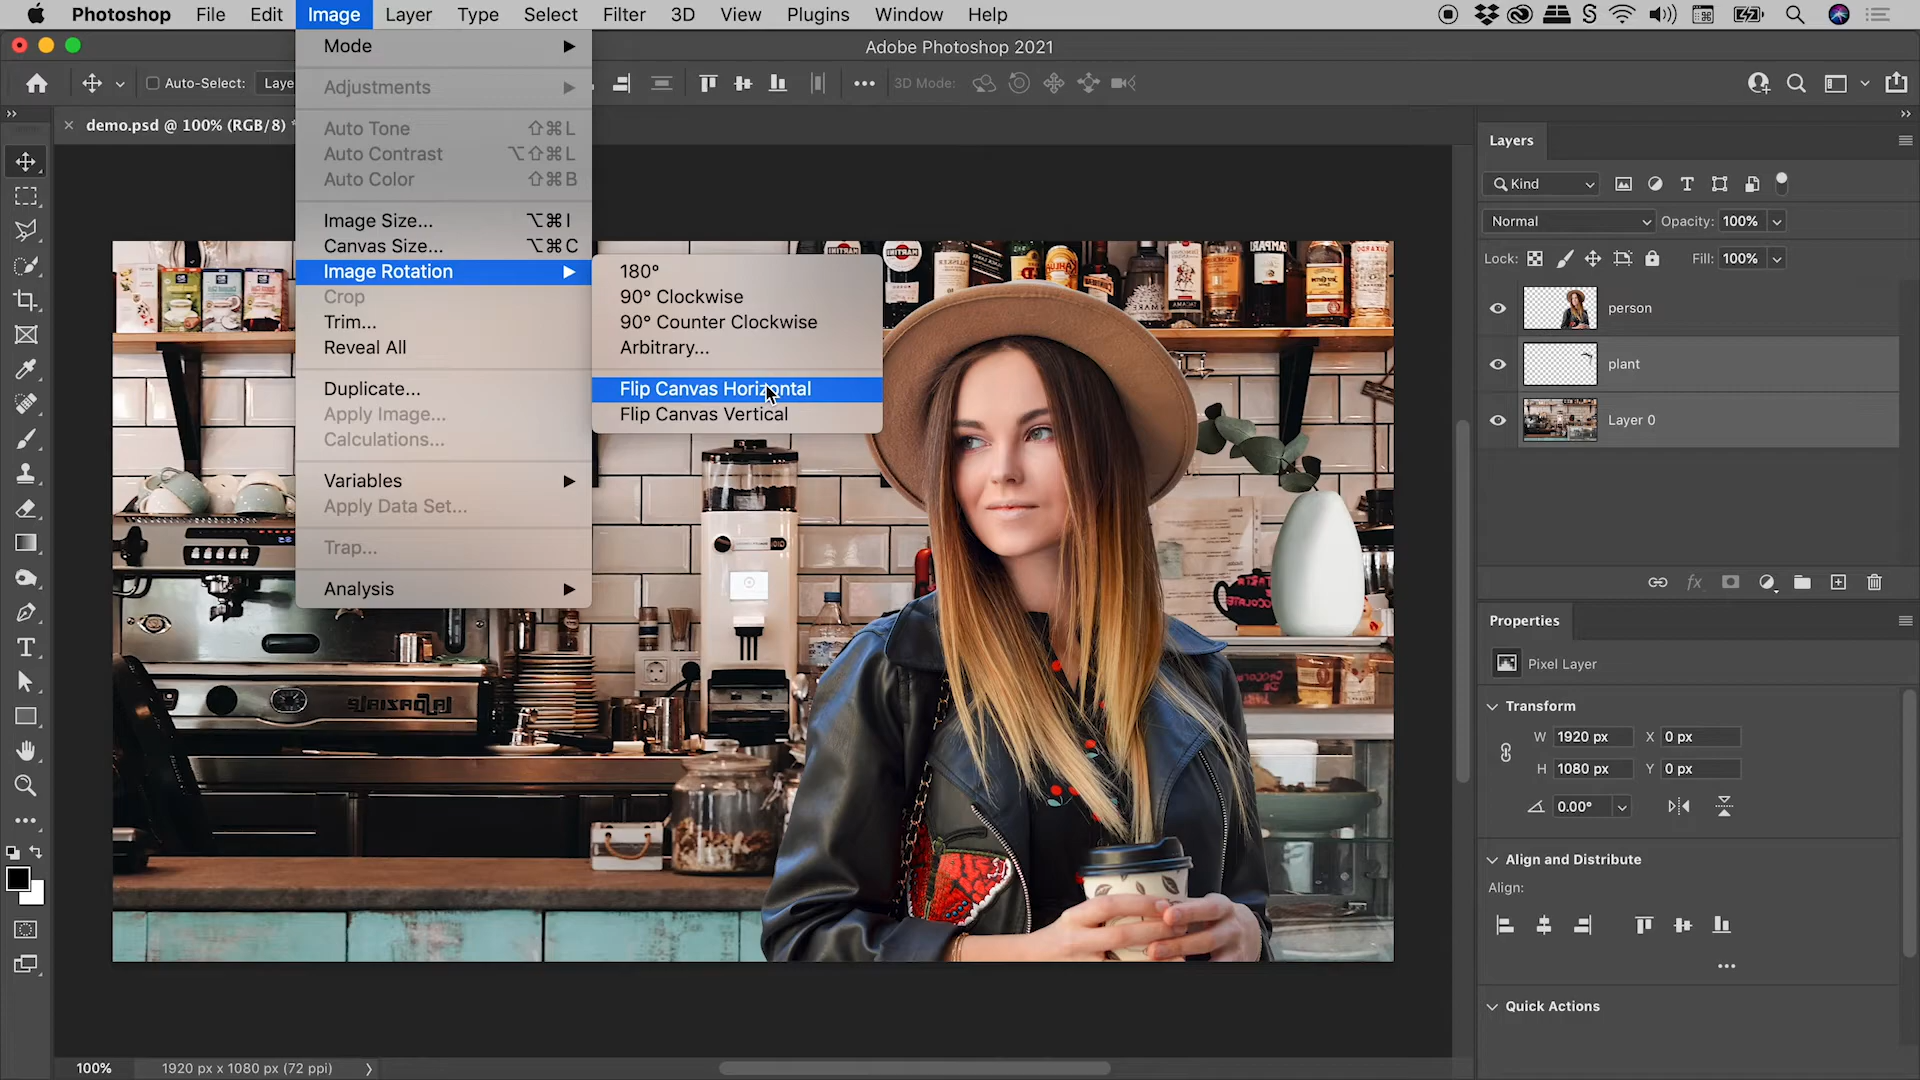 Photoshop File Edit Image Layer Type Select Filter 3D View Plugins Window Help
Adobe Photoshop 2021
Auto-Select: Laye
3D Mode:
demo.psd @ 100% (RGB/8) *
Mode
Adjustments
Auto Tone ⇧⌘L
Auto Contrast ⌥⇧⌘L
Auto Color ⇧⌘B
Image Size... ⌥⌘I
Canvas Size... ⌥⌘C
Image Rotation
Crop
Trim...
Reveal All
Duplicate...
Apply Image...
Calculations...
Variables
Apply Data Set...
Trap...
Analysis
180°
90° Clockwise
90° Counter Clockwise
Arbitrary...
Flip Canvas Horizontal
Flip Canvas Vertical
Layers
Kind
Normal Opacity: 100%
Lock: Fill: 100%
person
plant
Layer 0
Properties
Pixel Layer
Transform
W 1920 px X 0 px
H 1080 px Y 0 px
0.00°
Align and Distribute
Align:
Quick Actions
100% 1920 px x 1080 px (72 ppi)